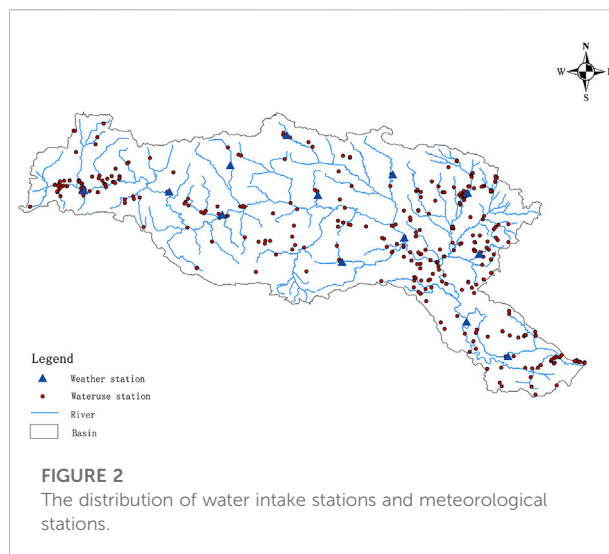 N
W
E
S
Legend
Weather station
Wateruse station
River
Basin
FIGURE 2
The distribution of water intake stations and meteorological
stations.